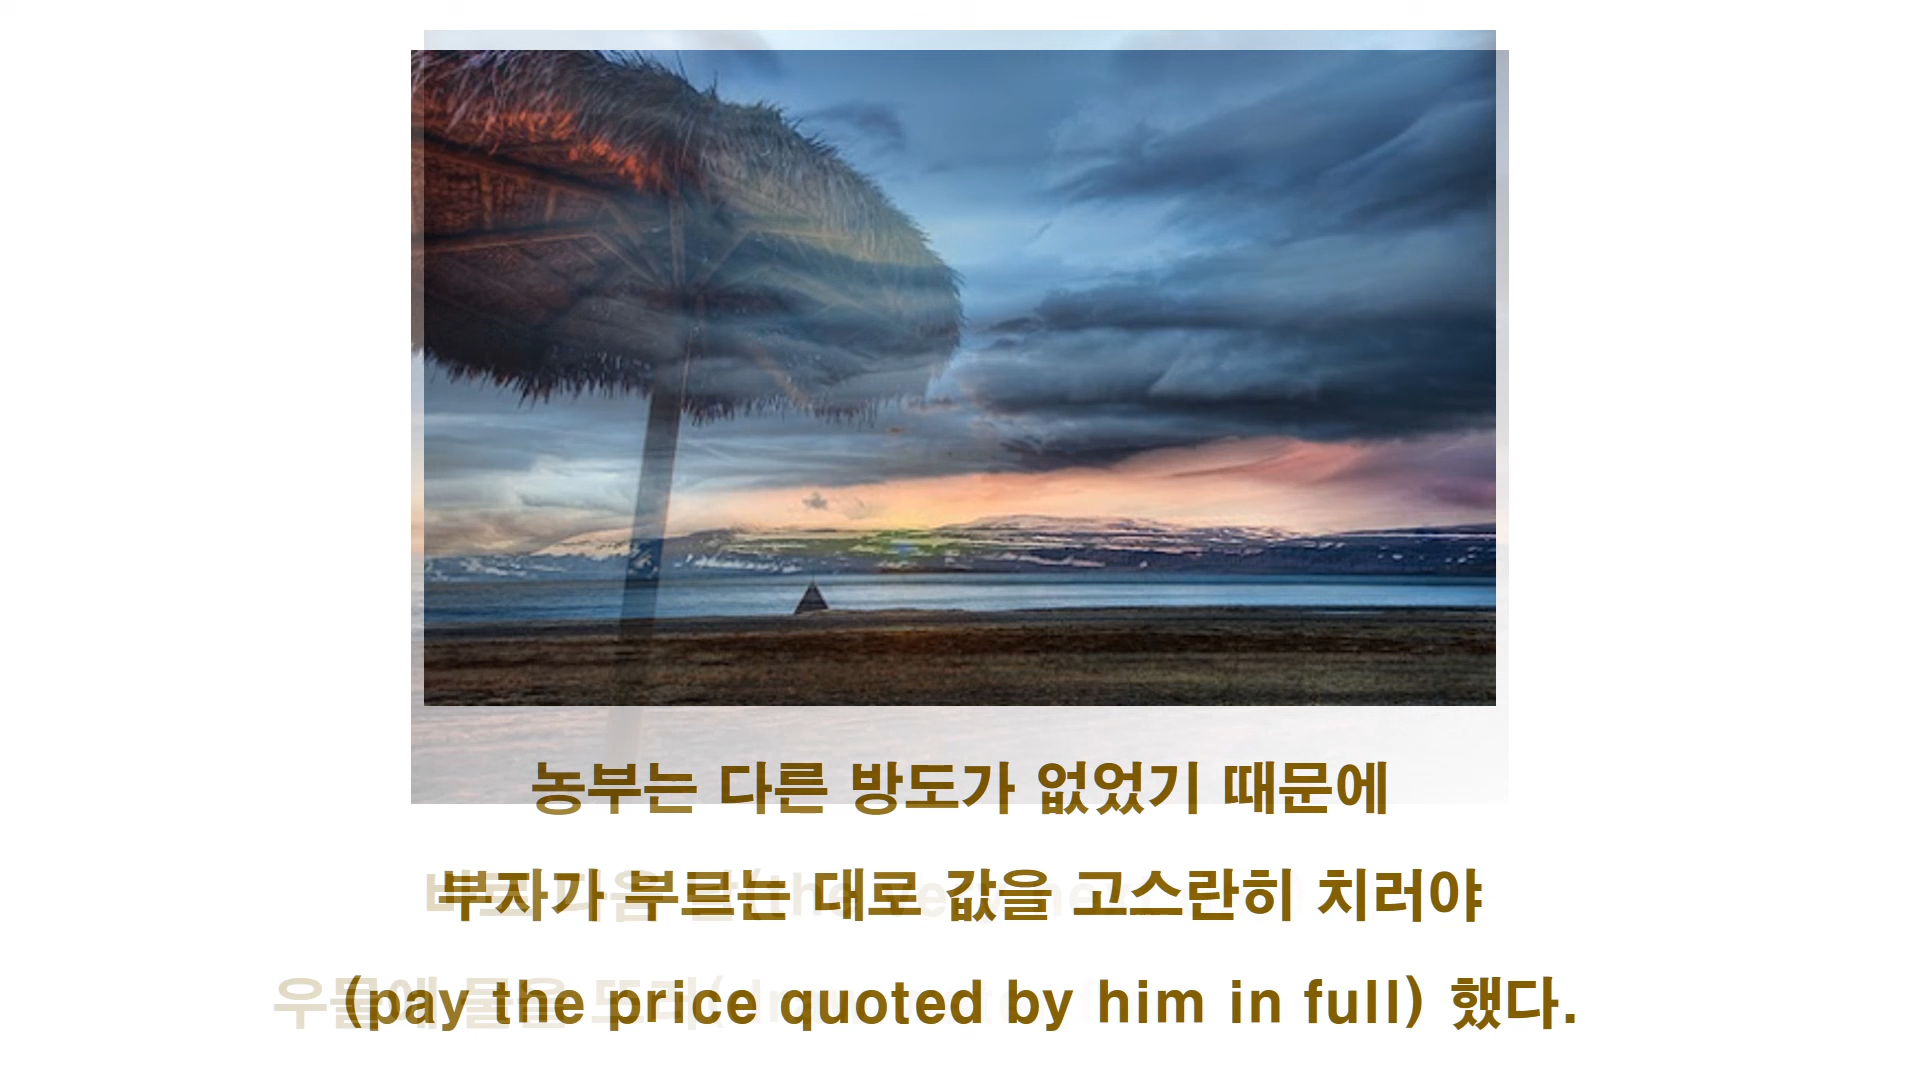 농부는 다른 방도가 없었기 때문에
부자가 부르는 대로 값을 고스란히 치러야
(pay the price quoted by him in full) 했다.